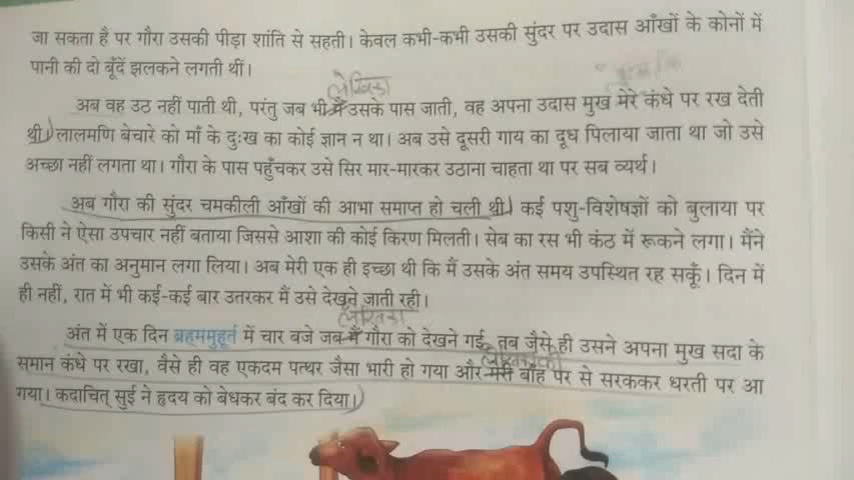 जा सकता है पर गौरा उसकी पीड़ा शांति से सहती। केवल कभी-कभी उसकी सुंदर पर उदास आँखों के कोनों में
पानी की दो बूँदें झलकने लगती थीं।
लेखिका
अब वह उठ नहीं पाती थी, परंतु जब भी मैं उसके पास जाती, वह अपना उदास मुख मेरे कंधे पर रख देती
थी। लालमणि बेचारे को माँ के दुःख का कोई ज्ञान न था। अब उसे दूसरी गाय का दूध पिलाया जाता था जो उसे
अच्छा नहीं लगता था। गौरा के पास पहुँचकर उसे सिर मार-मारकर उठाना चाहता था पर सब व्यर्थ।
अब गौरा की सुंदर चमकीली आँखों की आभा समाप्त हो चली थी। कई पशु-विशेषज्ञों को बुलाया पर
किसी ने ऐसा उपचार नहीं बताया जिससे आशा की कोई किरण मिलती। सेब का रस भी कंठ में रूकने लगा। मैंने
उसके अंत का अनुमान लगा लिया। अब मेरी एक ही इच्छा थी कि मैं उसके अंत समय उपस्थित रह सकूँ। दिन में
ही नहीं, रात में भी कई-कई बार उतरकर मैं उसे देखने जाती रही।
लेखिका
अंत में एक दिन ब्रह्ममुहूर्त में चार बजे जब मैं गौरा को देखने गई, तब जैसे ही उसने अपना मुख सदा के
लेखिका की
समान कंधे पर रखा, वैसे ही वह एकदम पत्थर जैसा भारी हो गया और मेरी बाँह पर से सरककर धरती पर आ
गया। कदाचित् सुई ने हृदय को बेधकर बंद कर दिया।